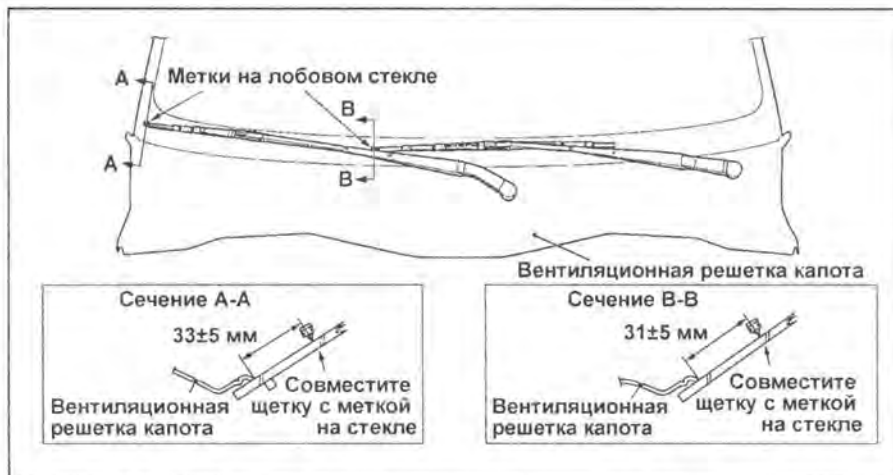 А
Метки на лобовом стекле
В
А
В
Вентиляционная решетка капота
Сечение А-А
33±5 мм
Вентиляционная
решетка капота
Совместите
щетку с меткой
на стекле
Сечение В-В
31±5 мм
Вентиляционная
решетка капота
Совместите
щетку с меткой
на стекле